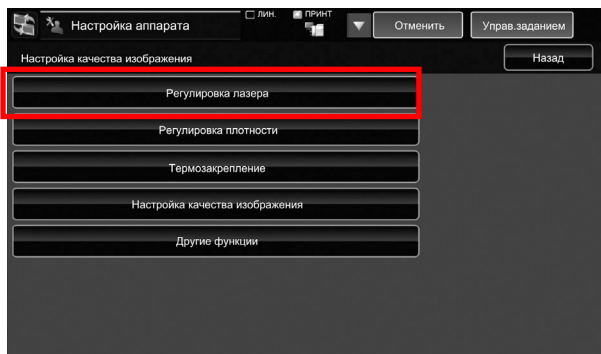 Настройка аппарата
ЛИН.
ПРИНТ
Отменить
Управ.заданием
Настройка качества изображения
Назад
Регулировка лазера
Регулировка плотности
Термозакрепление
Настройка качества изображения
Другие функции